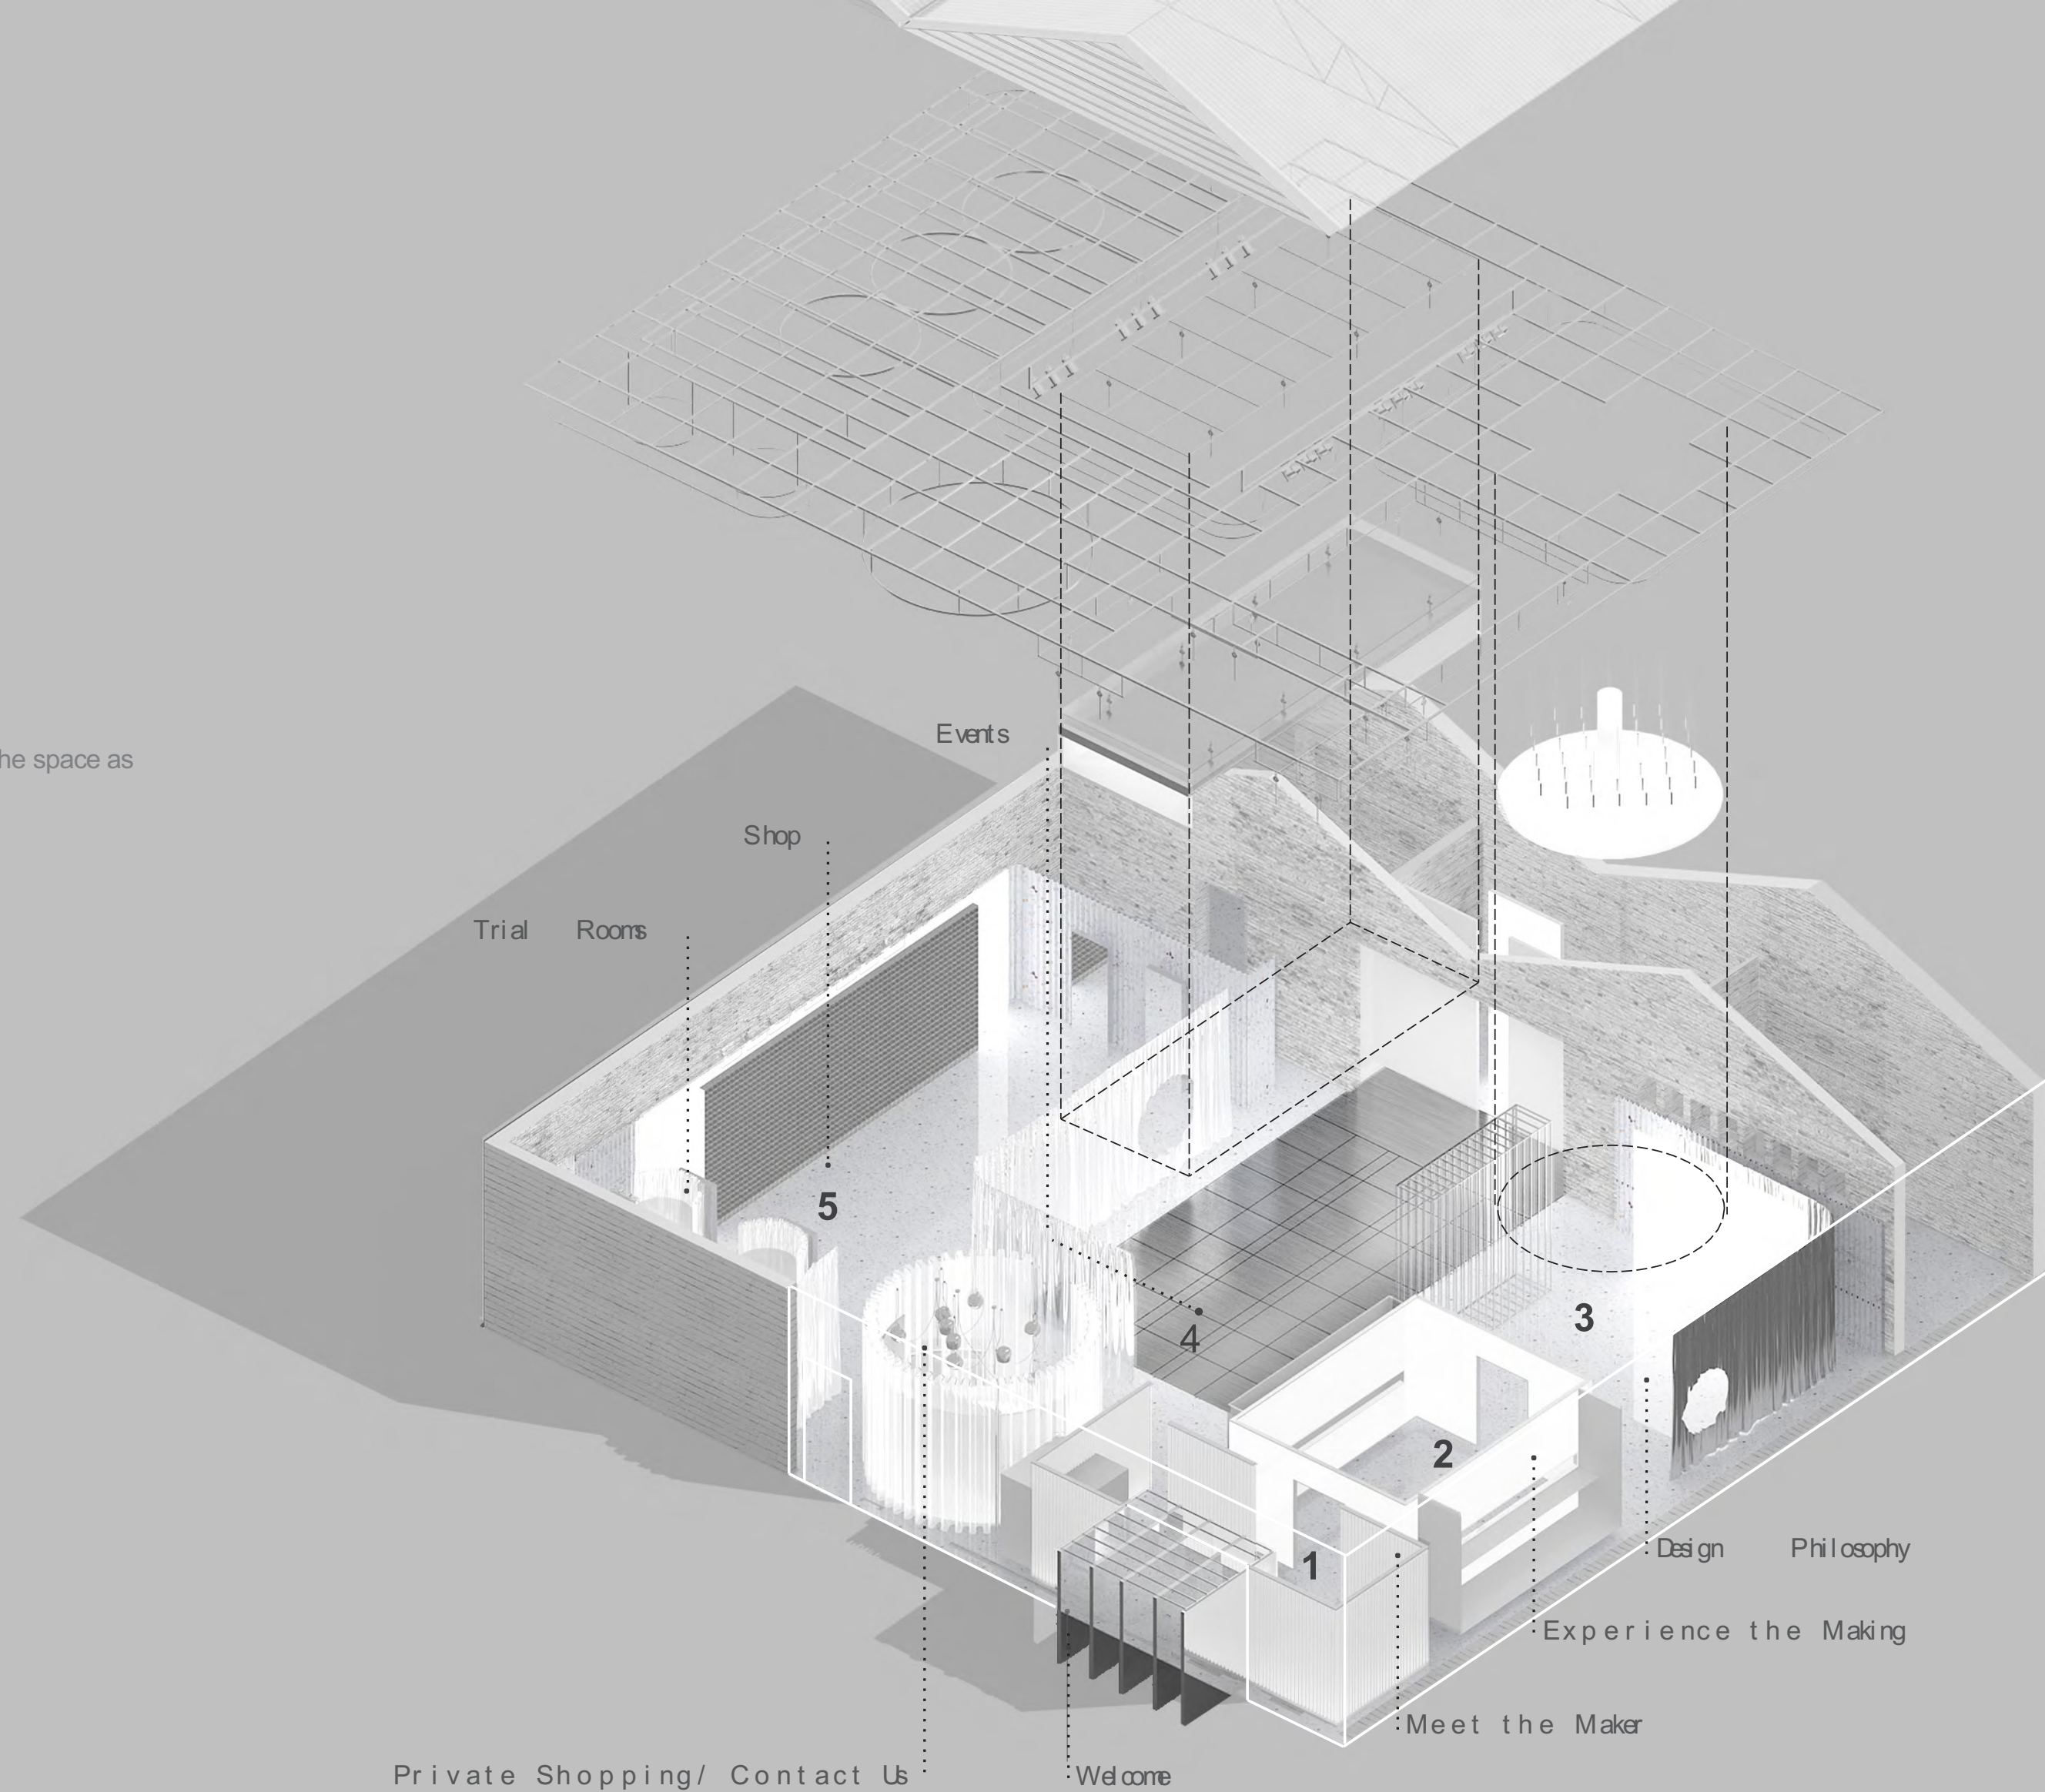 Events
he space as
Shop
Trial Rooms
5
3
4
2
1
Design Philosophy
Experience the Making
Meet the Maker
Private Shopping/ Contact Us
Welcome